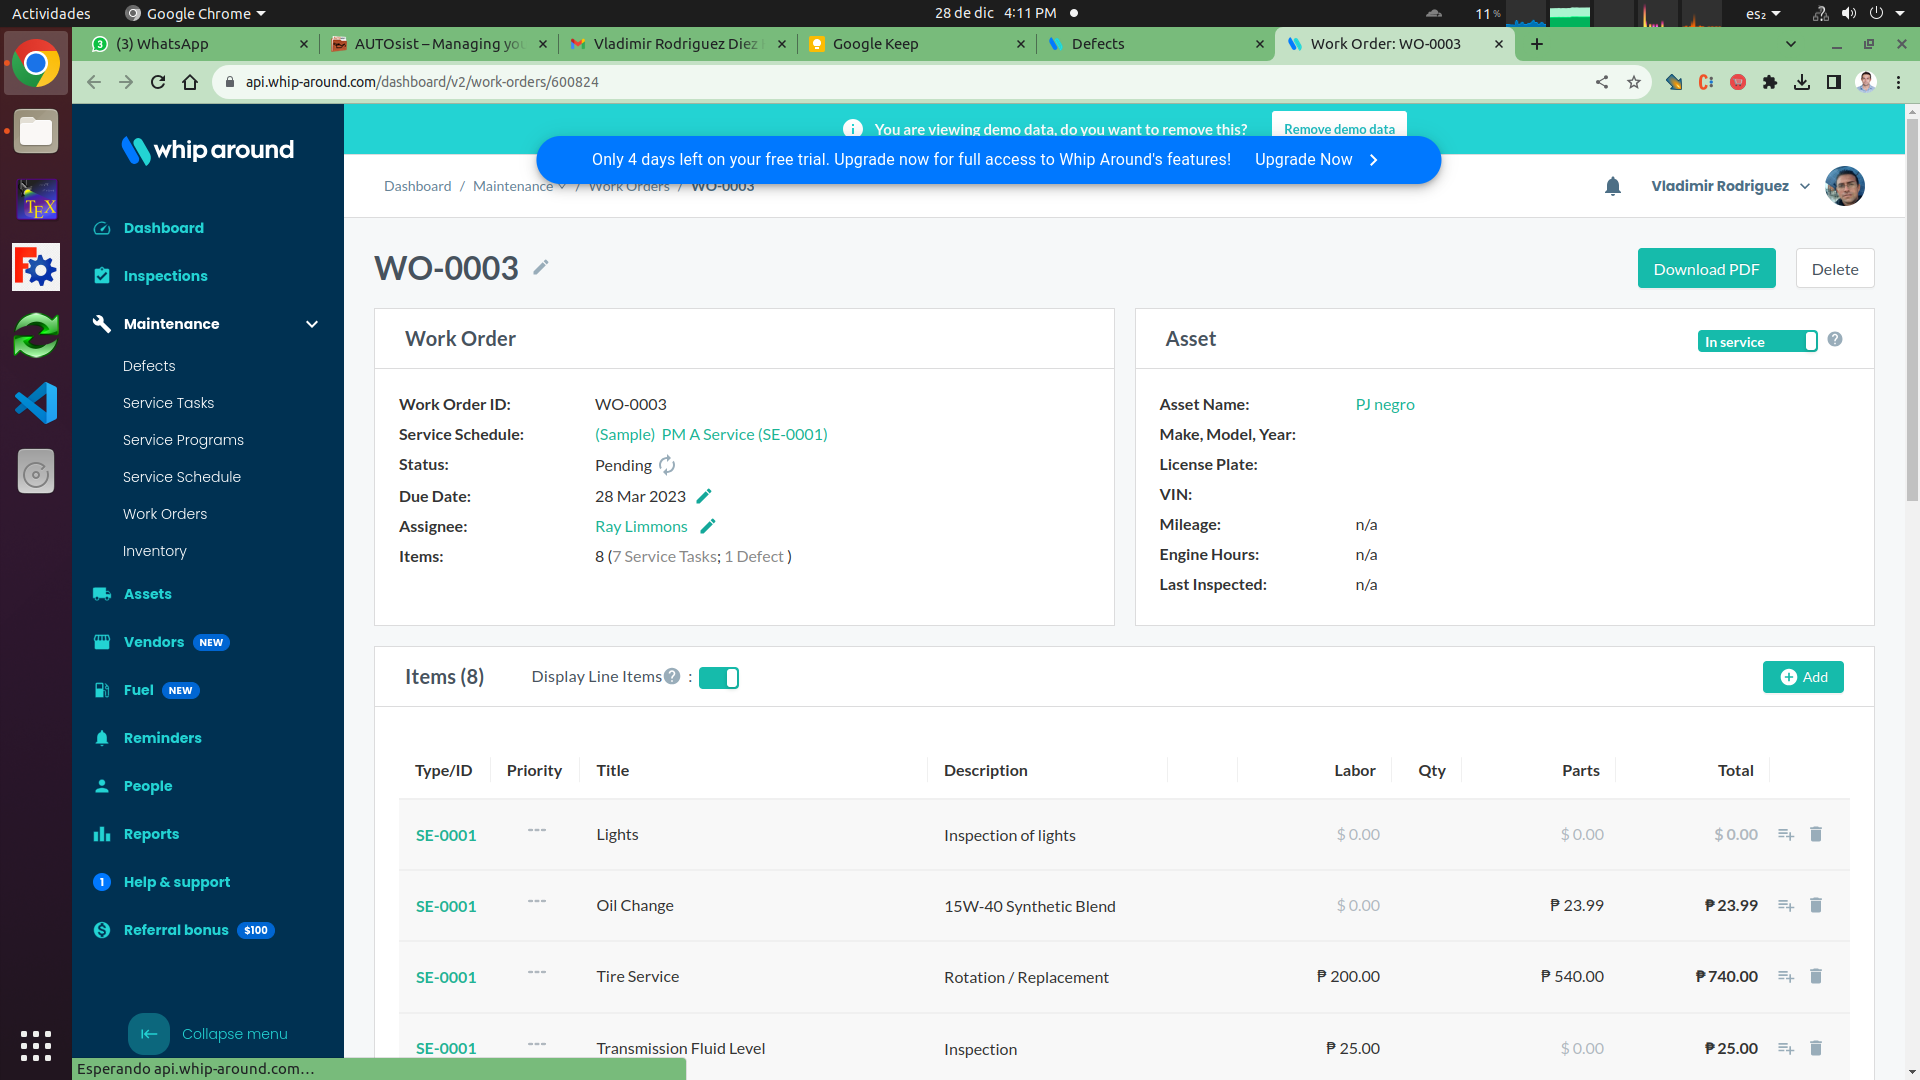 Actividades
Google Chrome
28 de dic 4:11 PM
11 %
es₂
(3) WhatsApp
AUTOsist – Managing you
Vladimir Rodriguez Diez
Google Keep
Defects
Work Order: WO-0003
api.whip-around.com/dashboard/v2/work-orders/600824
whip around
You are viewing demo data, do you want to remove this?
Remove demo data
Only 4 days left on your free trial. Upgrade now for full access to Whip Around's features!
Upgrade Now
Dashboard / Maintenance / Work Orders / WO-0003
Vladimir Rodriguez
Dashboard
Inspections
Maintenance
Defects
Service Tasks
Service Programs
Service Schedule
Work Orders
Inventory
Assets
Vendors NEW
Fuel NEW
Reminders
People
Reports
1 Help & support
Referral bonus $100
Collapse menu
WO-0003
Download PDF
Delete
Work Order
Work Order ID: WO-0003
Service Schedule: (Sample) PM A Service (SE-0001)
Status: Pending
Due Date: 28 Mar 2023
Assignee: Ray Limmons
Items: 8 (7 Service Tasks; 1 Defect )
Asset
In service
Asset Name: PJ negro
Make, Model, Year:
License Plate:
VIN:
Mileage: n/a
Engine Hours: n/a
Last Inspected: n/a
Items (8)
Display Line Items :
Add
Type/ID Priority Title Description Labor Qty Parts Total
SE-0001 --- Lights Inspection of lights $ 0.00 $ 0.00 $ 0.00
SE-0001 --- Oil Change 15W-40 Synthetic Blend $ 0.00 ₱ 23.99 ₱ 23.99
SE-0001 --- Tire Service Rotation / Replacement ₱ 200.00 ₱ 540.00 ₱ 740.00
SE-0001 --- Transmission Fluid Level Inspection ₱ 25.00 $ 0.00 ₱ 25.00
Esperando api.whip-around.com…